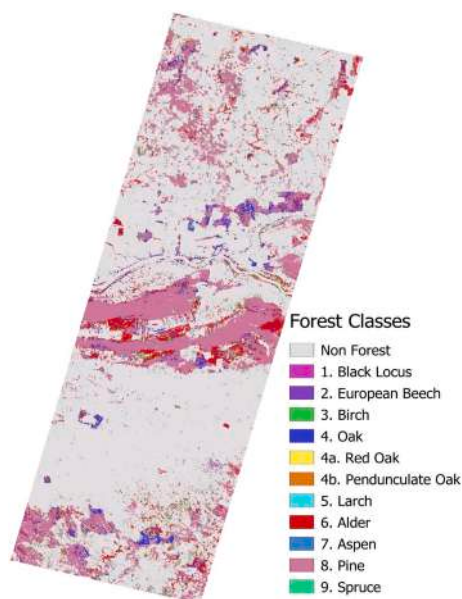 Forest Classes
Non Forest
1. Black Locus
2. European Beech
3. Birch
4. Oak
4a. Red Oak
4b. Pendunculate Oak
5. Larch
6. Alder
7. Aspen
8. Pine
9. Spruce